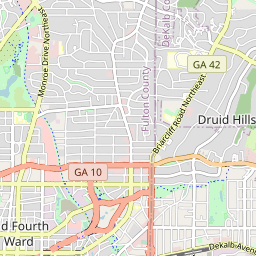 DeKalb Co
GA 42
Monroe Drive Northeast
Fulton County
Briarcliff Road Northeast
Druid Hills
GA 10
d Fourth
Ward
DeKalb Aven